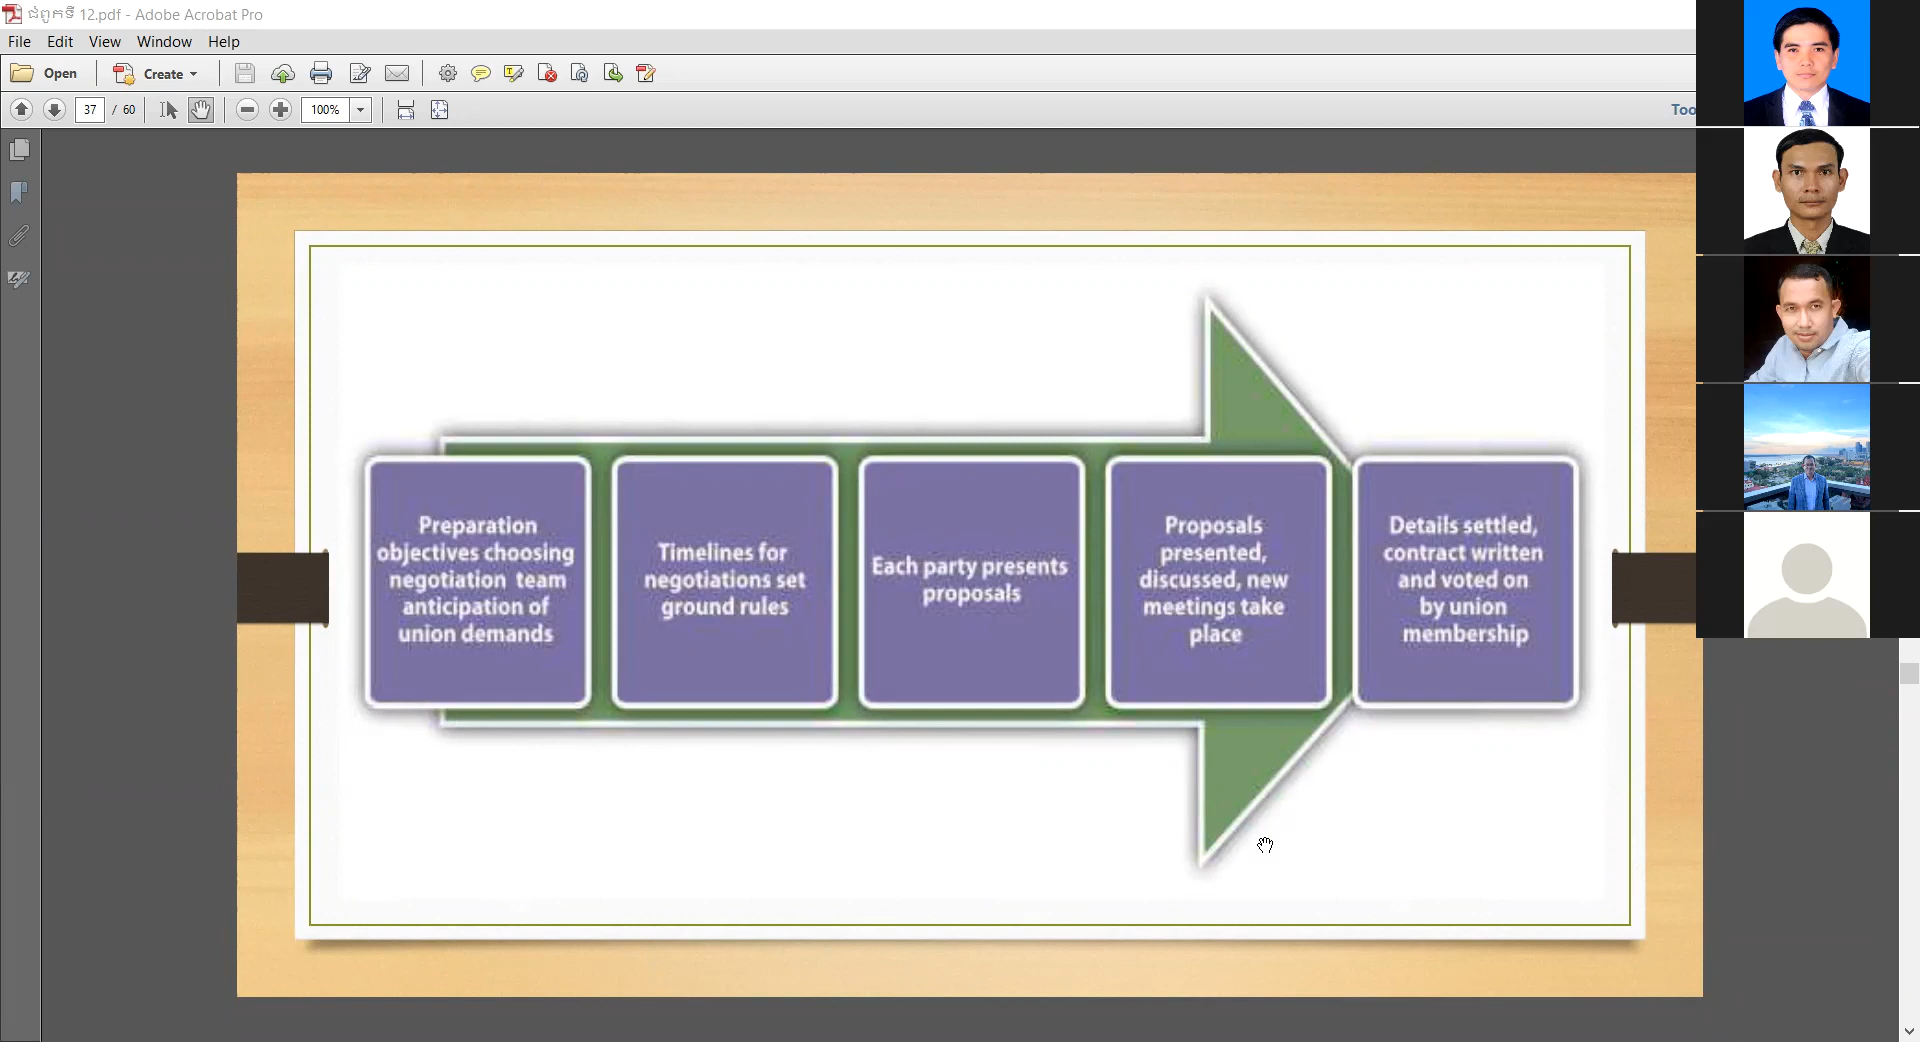 ជំពូកទី 12.pdf - Adobe Acrobat Pro
File Edit View Window Help
Open Create
37 / 60 100% Too
Preparation
objectives choosing
negotiation team
anticipation of
union demands
Timelines for
negotiations set
ground rules
Each party presents
proposals
Proposals
presented,
discussed, new
meetings take
place
Details settled,
contract written
and voted on
by union
membership